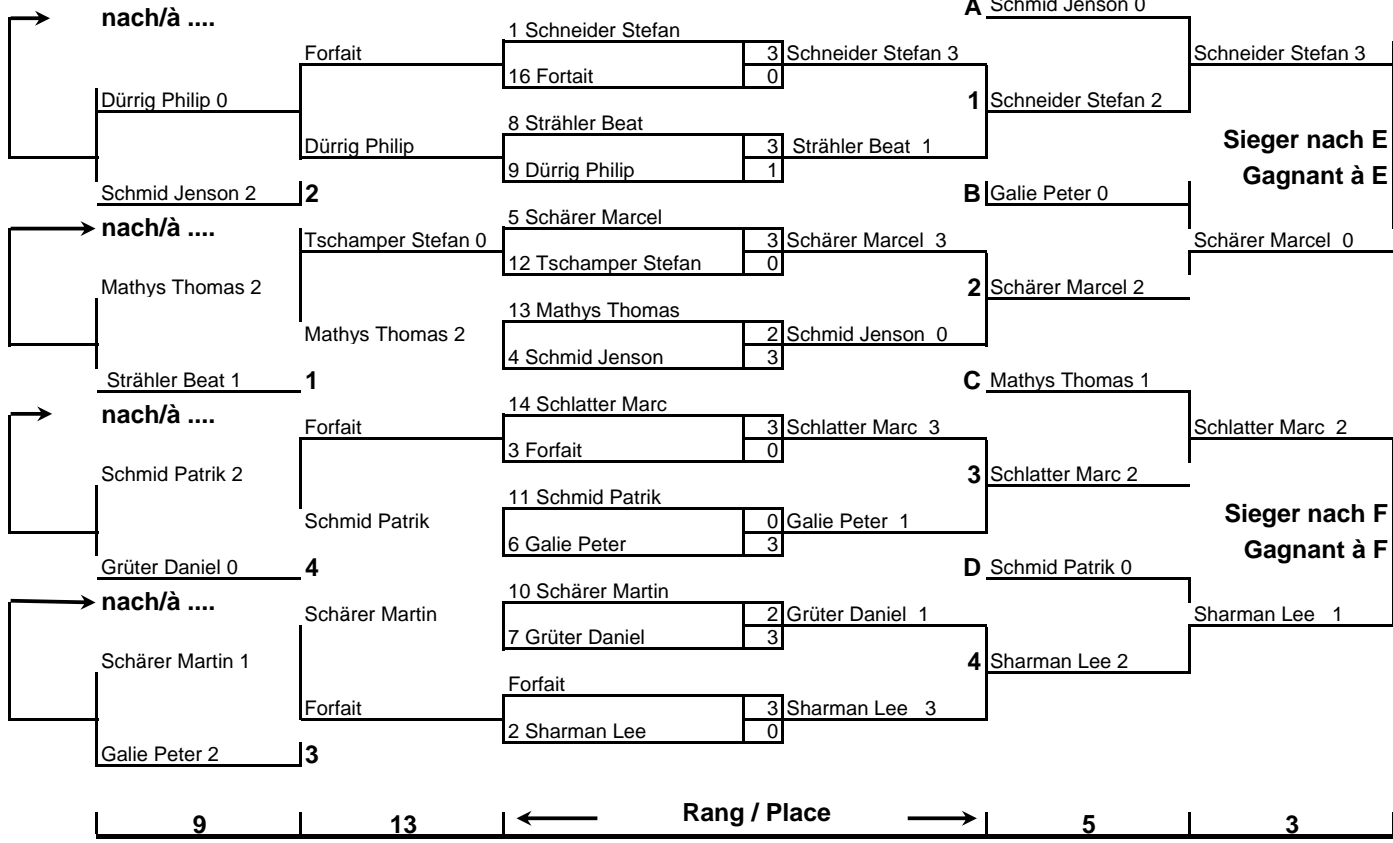 nach/à ....
A Schmid Jenson 0
1 Schneider Stefan
Forfait
3 Schneider Stefan 3
Schneider Stefan 3
16 Fortait
0
Dürrig Philip 0
1 Schneider Stefan 2
8 Strähler Beat
Dürrig Philip
3 Strähler Beat 1
Sieger nach E
9 Dürrig Philip
1
Gagnant à E
Schmid Jenson 2
2
B Galie Peter 0
nach/à ....
5 Schärer Marcel
Tschamper Stefan 0
3 Schärer Marcel 3
Schärer Marcel 0
12 Tschamper Stefan
0
Mathys Thomas 2
2 Schärer Marcel 2
13 Mathys Thomas
Mathys Thomas 2
2 Schmid Jenson 0
4 Schmid Jenson
3
Strähler Beat 1
1
C Mathys Thomas 1
nach/à ....
14 Schlatter Marc
Forfait
3 Schlatter Marc 3
Schlatter Marc 2
3 Forfait
0
Schmid Patrik 2
3 Schlatter Marc 2
11 Schmid Patrik
Schmid Patrik
0 Galie Peter 1
Sieger nach F
6 Galie Peter
3
Gagnant à F
Grüter Daniel 0
4
D Schmid Patrik 0
nach/à ....
10 Schärer Martin
Schärer Martin
2 Grüter Daniel 1
Sharman Lee 1
7 Grüter Daniel
3
Schärer Martin 1
4 Sharman Lee 2
Forfait
Forfait
3 Sharman Lee 3
2 Sharman Lee
0
Galie Peter 2
3
9
13
Rang / Place
5
3